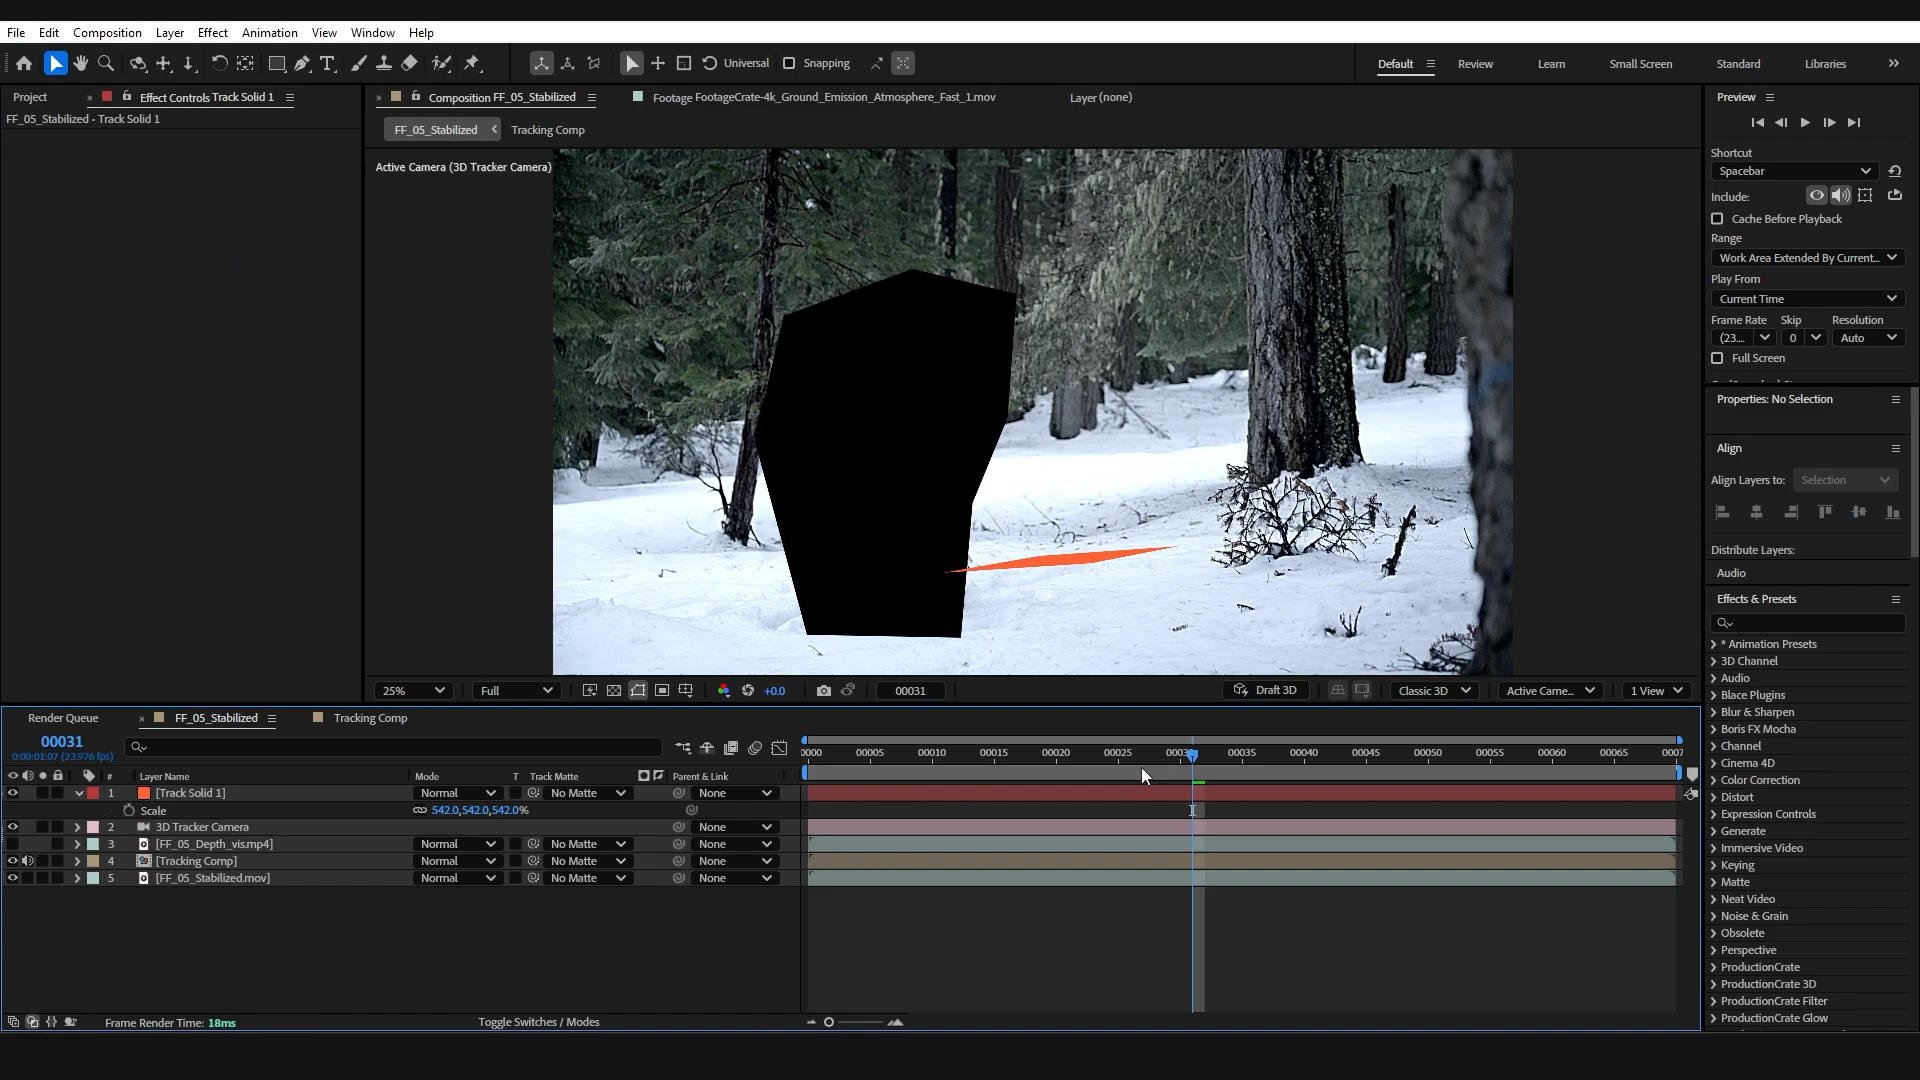 File Edit Composition Layer Effect Animation View Window Help
Universal Snapping Default Review Learn Small Screen Standard Libraries
Project Effect Controls Track Solid 1
FF_05_Stabilized • Track Solid 1
Composition FF_05_Stabilized Footage FootageCrate-4k_Ground_Emission_Atmosphere_Fast_1.mov Layer (none)
FF_05_Stabilized Tracking Comp
Active Camera (3D Tracker Camera)
25% Full +0.0 00031 Draft 3D Classic 3D Active Came... 1 View
Preview
Shortcut
Spacebar
Include:
Cache Before Playback
Range
Work Area Extended By Current...
Play From
Current Time
Frame Rate Skip Resolution
(23.... 0 Auto
Full Screen
Properties: No Selection
Align
Align Layers to: Selection
Distribute Layers:
Audio
Effects & Presets
* Animation Presets
3D Channel
Audio
Blace Plugins
Blur & Sharpen
Boris FX Mocha
Channel
Cinema 4D
Color Correction
Distort
Expression Controls
Generate
Immersive Video
Keying
Matte
Neat Video
Noise & Grain
Obsolete
Perspective
ProductionCrate
ProductionCrate 3D
ProductionCrate Filter
ProductionCrate Glow
Render Queue FF_05_Stabilized Tracking Comp
00031
0:00:01:07 (23.976 fps)
0000 00005 00010 00015 00020 00025 0003 00035 00040 00045 00050 00055 00060 00065 0007
# Layer Name Mode T Track Matte Parent & Link
1 [Track Solid 1] Normal No Matte None
Scale 542.0,542.0,542.0%
2 3D Tracker Camera None
3 [FF_05_Depth_vis.mp4] Normal No Matte None
4 [Tracking Comp] Normal No Matte None
5 [FF_05_Stabilized.mov] Normal No Matte None
Frame Render Time: 18ms Toggle Switches / Modes